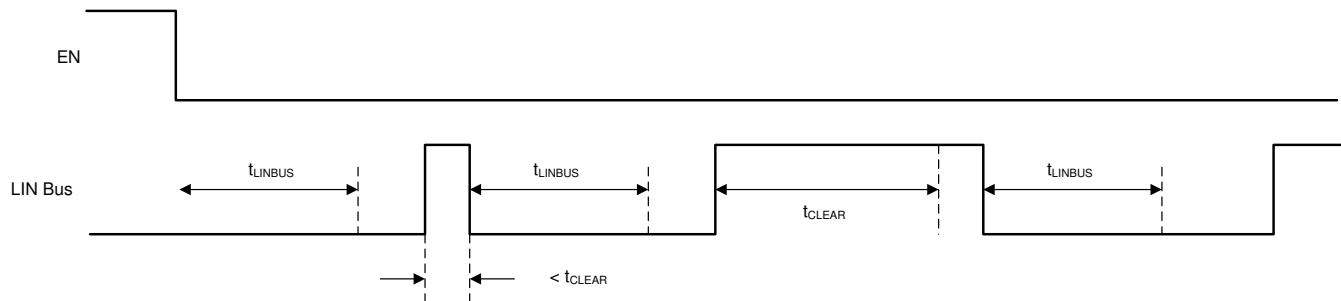 EN
LIN Bus
tLINBUS
tLINBUS
tCLEAR
tLINBUS
< tCLEAR